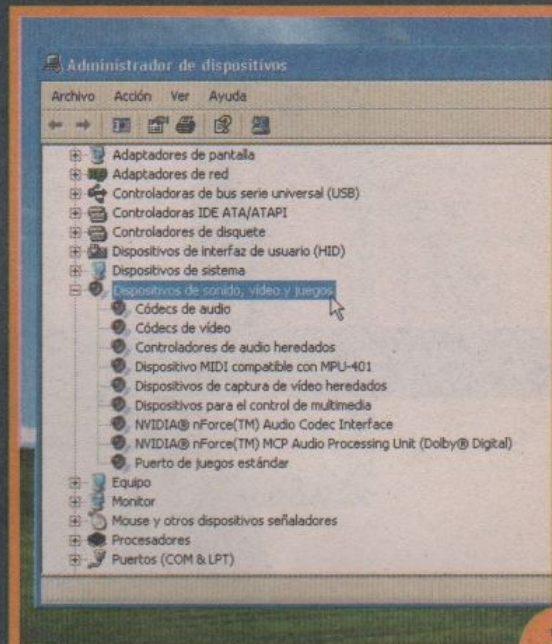 Administrador de dispositivos
Archivo Acción Ver Ayuda
Adaptadores de pantalla
Adaptadores de red
Controladoras de bus serie universal (USB)
Controladoras IDE ATA/ATAPI
Controladoras de disquete
Dispositivos de interfaz de usuario (HID)
Dispositivos de sistema
Dispositivos de sonido, vídeo y juegos
Códecs de audio
Códecs de vídeo
Controladores de audio heredados
Dispositivo MIDI compatible con MPU-401
Dispositivos de captura de vídeo heredados
Dispositivos para el control de multimedia
NVIDIA® nForce(TM) Audio Codec Interface
NVIDIA® nForce(TM) MCP Audio Processing Unit (Dolby® Digital)
Puerto de juegos estándar
Equipo
Monitor
Mouse y otros dispositivos señaladores
Procesadores
Puertos (COM & LPT)